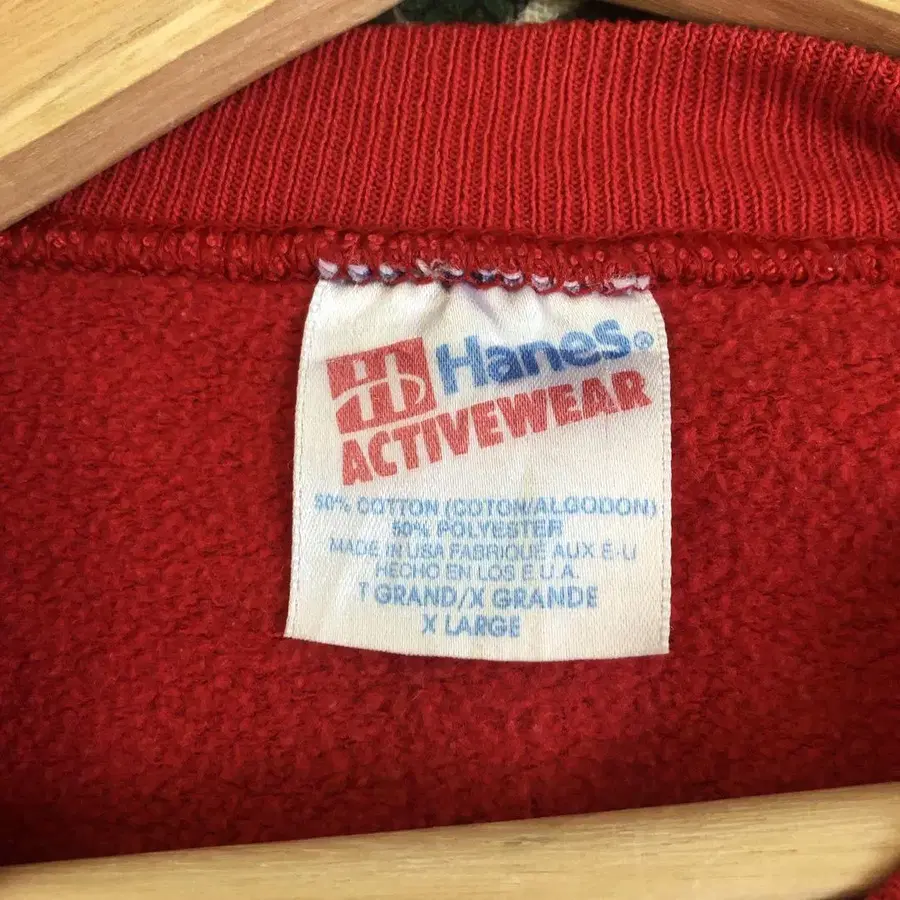 Hanes®
ACTIVEWEAR
50% COTTON (COTON/ALGODON)
50% POLYESTER
MADE IN USA FABRIQUE AUX E-U
HECHO EN LOS E.U.A.
T GRAND/X GRANDE
X LARGE